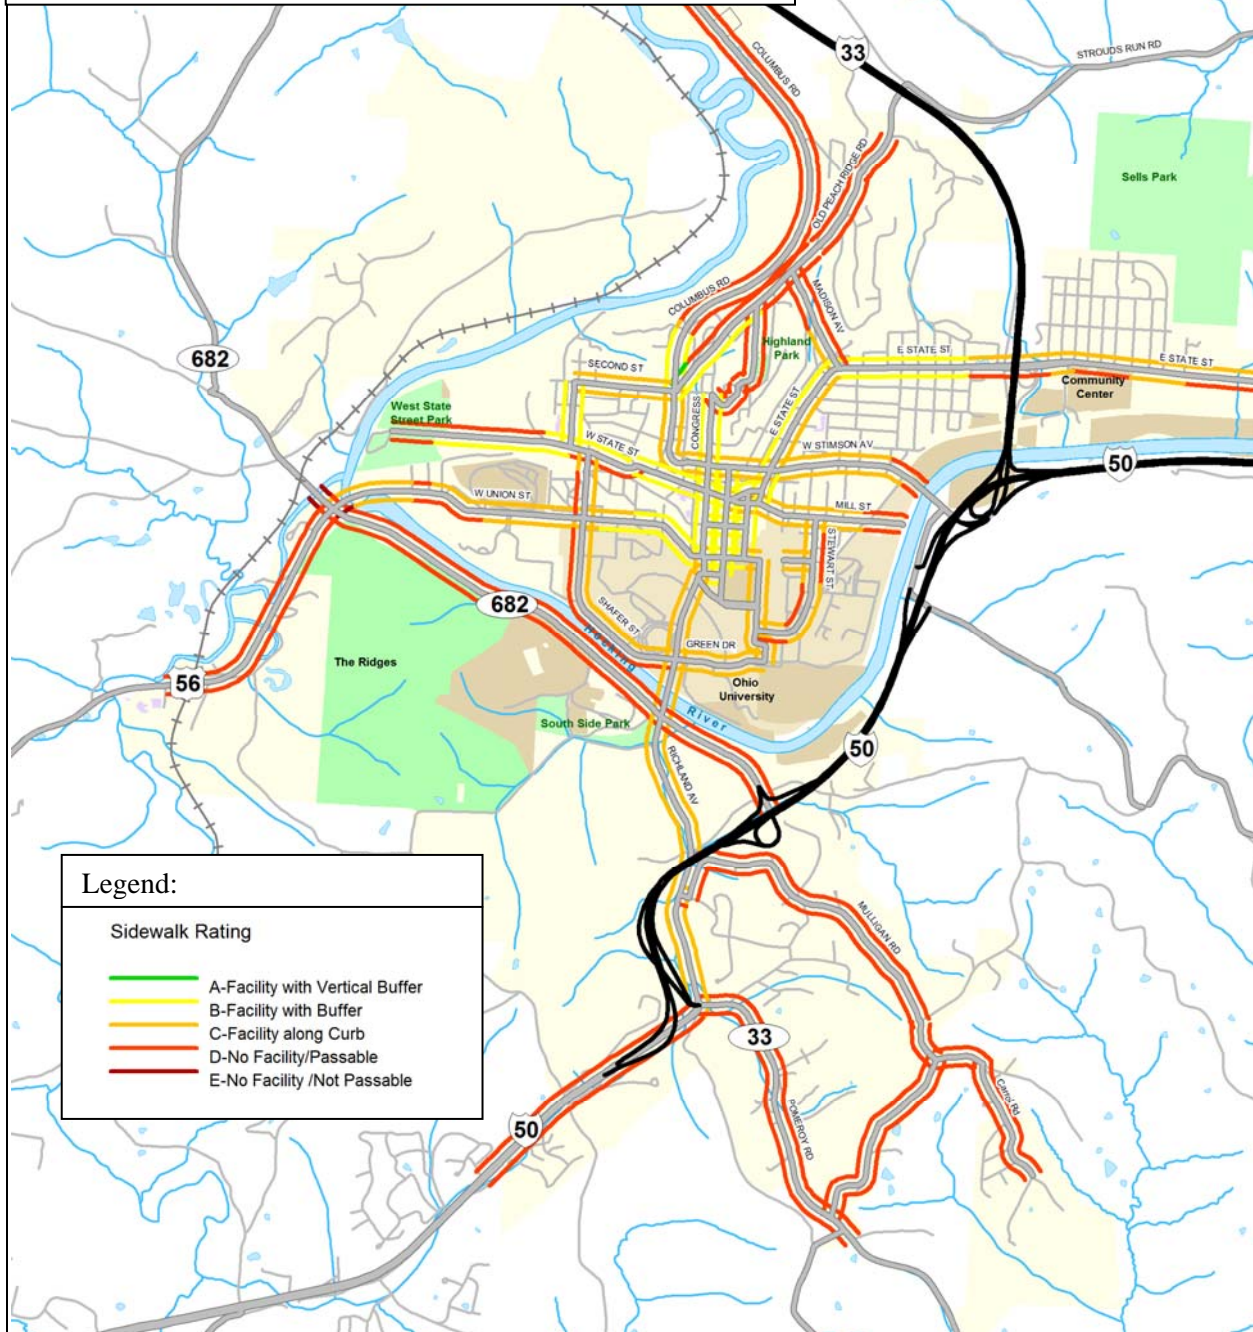 33
STROUDS RUN RD
COLUMBUS RD
Sells Park
OLD PEACH RIDGE RD
COLUMBUS RD
MADISON AV
682
Highland
Park
E STATE ST
E STATE ST
SECOND ST
Community
Center
West State
Street Park
CONGRESS
E STATE ST
W STATE ST
W STIMSON AV
50
W UNION ST
MILL ST
STEWART ST
682
SHAFER ST
Hocking
River
GREEN DR
The Ridges
56
Ohio
University
South Side Park
50
RICHLAND AV
Legend:
Sidewalk Rating
A-Facility with Vertical Buffer
B-Facility with Buffer
C-Facility along Curb
D-No Facility/Passable
E-No Facility /Not Passable
MULLIGAN RD
33
Carrol Rd
POMEROY RD
50